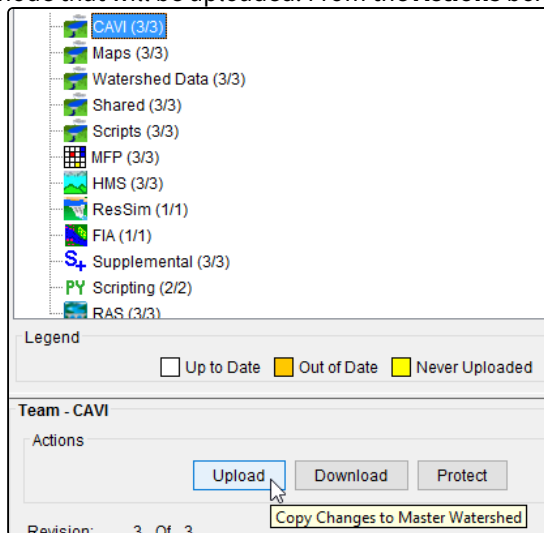 CAVI (3/3)
Maps (3/3)
Watershed Data (3/3)
Shared (3/3)
Scripts (3/3)
MFP (3/3)
HMS (3/3)
ResSim (1/1)
FIA (1/1)
S+ Supplemental (3/3)
PY Scripting (2/2)
RAS (3/3)
Legend
Up to Date Out of Date Never Uploaded
Team - CAVI
Actions
Upload Download Protect
Copy Changes to Master Watershed
Revision: 3 Of 3